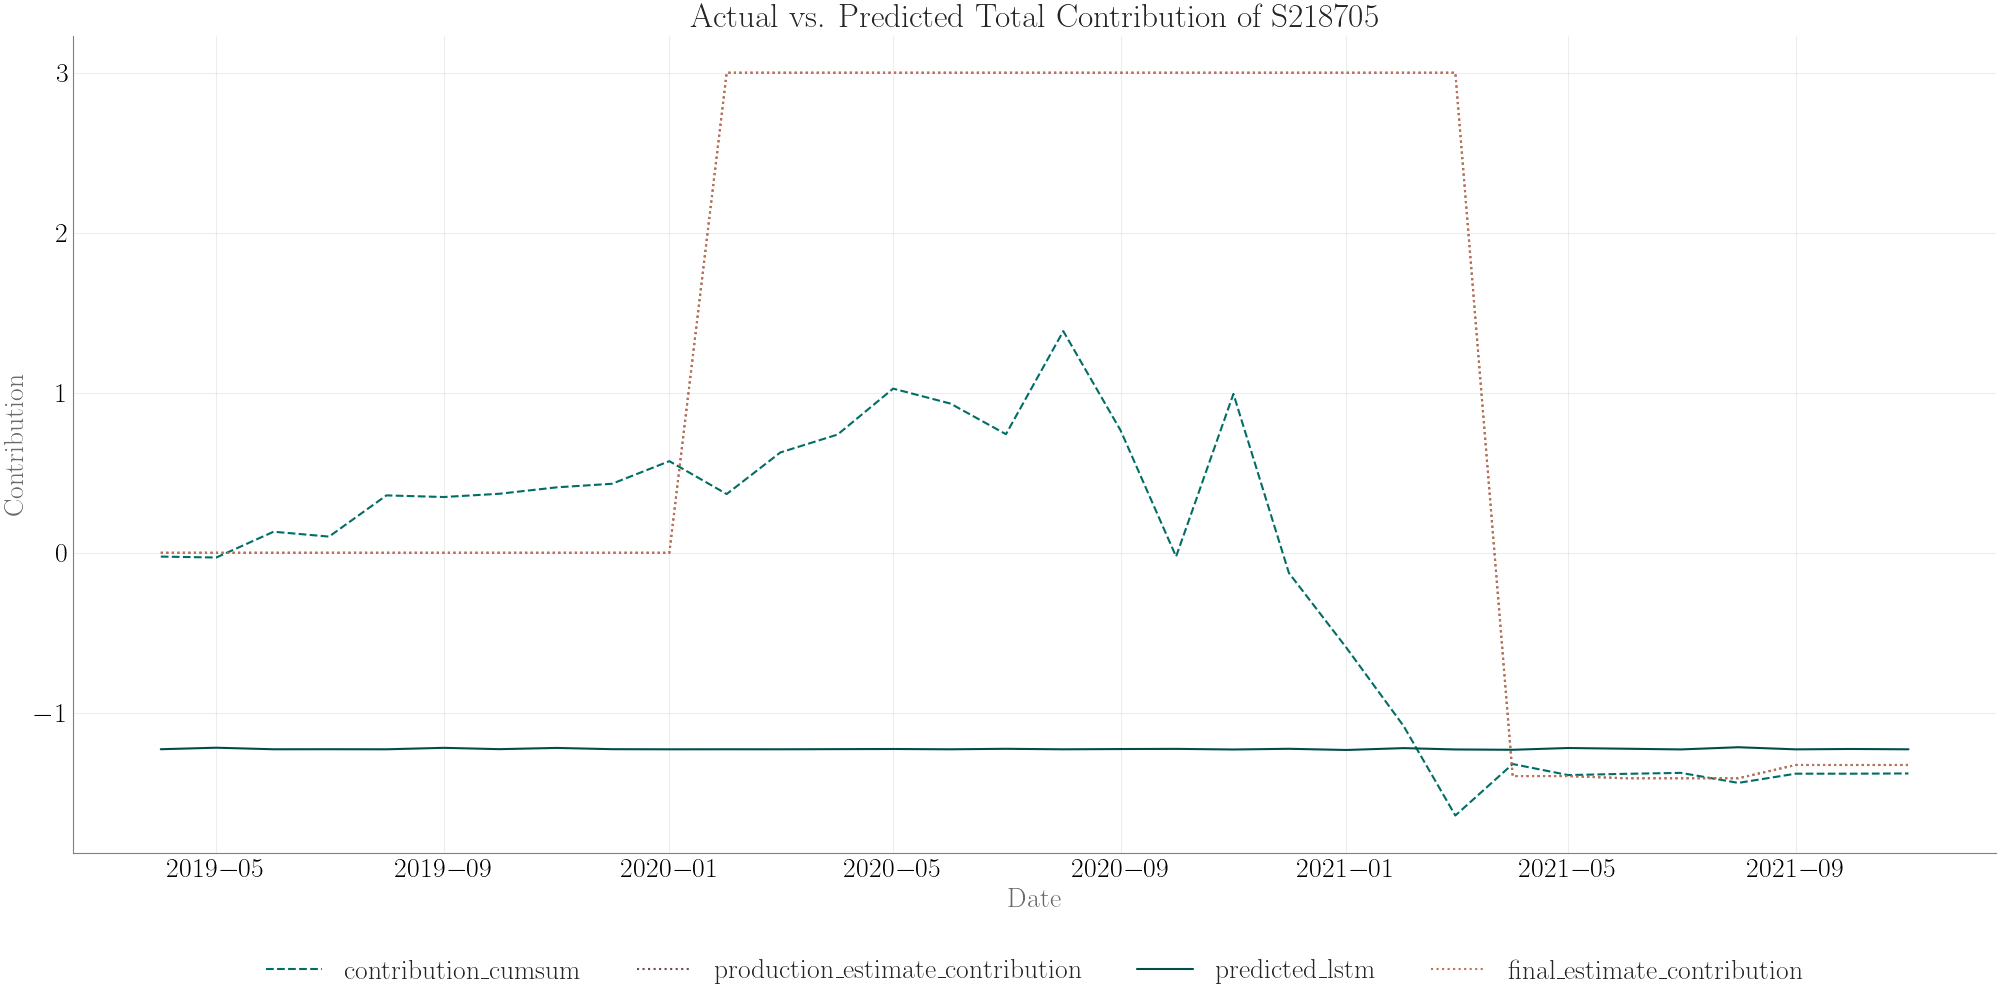 Actual vs. Predicted Total Contribution of S218705
3
2
1
0
−1
Contribution
2019−05 2019−09 2020−01 2020−05 2020−09 2021−01 2021−05 2021−09
Date
contribution_cumsum production_estimate_contribution predicted_lstm final_estimate_contribution